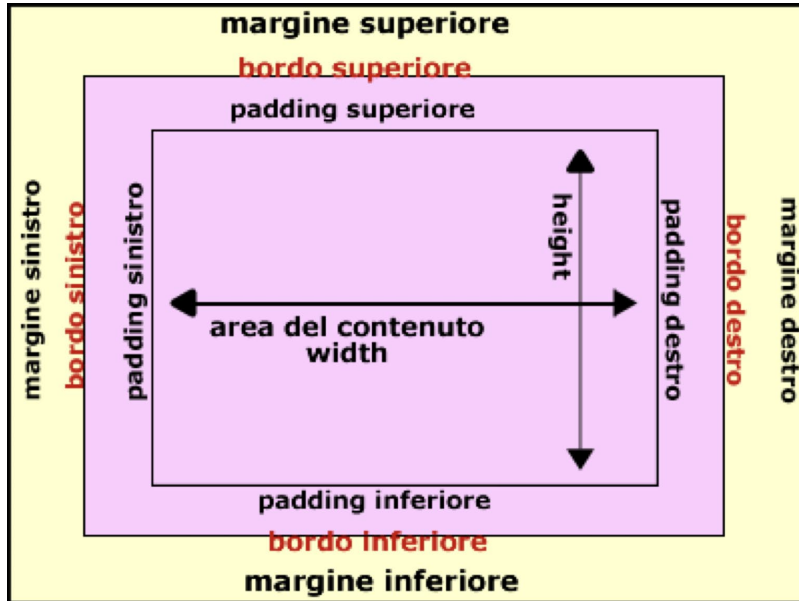 margine superiore
bordo superiore
padding superiore
margine sinistro
bordo sinistro
padding sinistro
height
area del contenuto
width
padding destro
bordo destro
margine destro
padding inferiore
bordo inferiore
margine inferiore